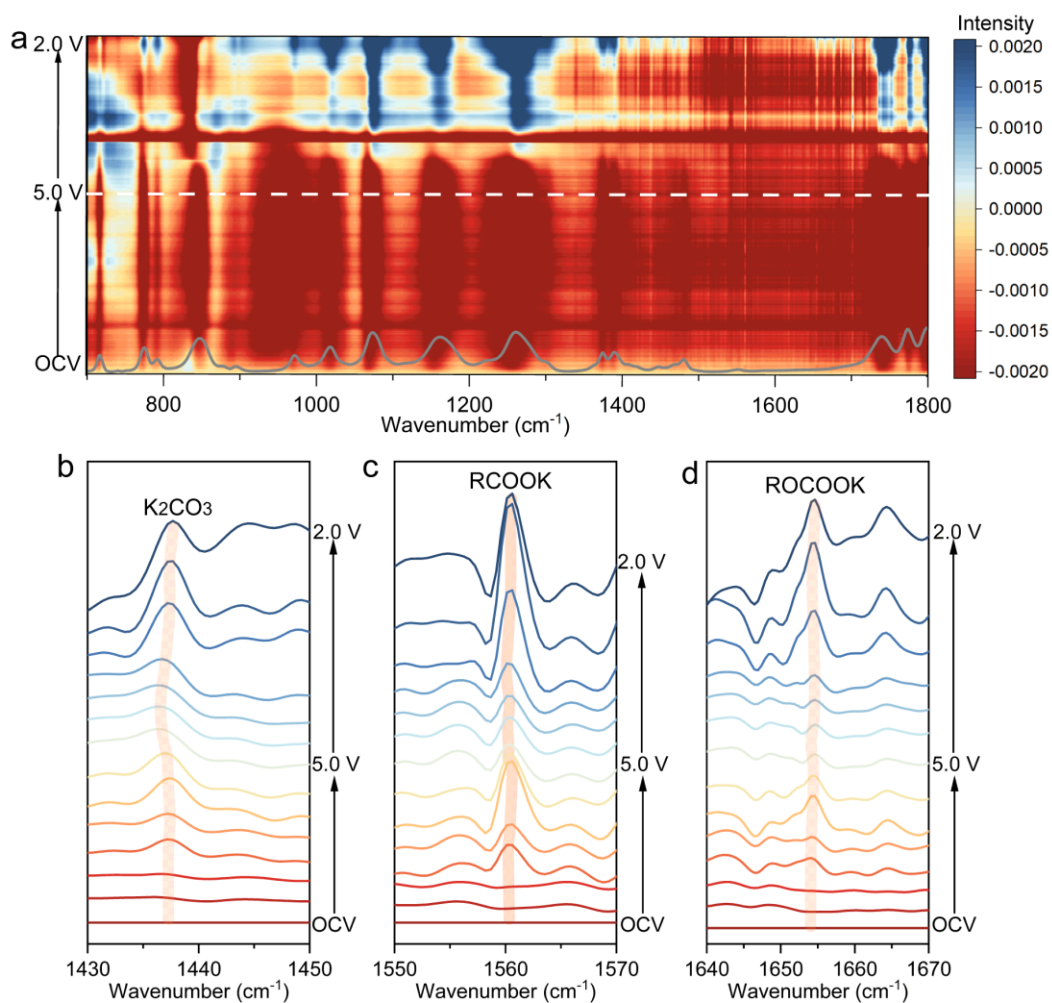 a
Intensity
2.0 V
5.0 V
OCV
0.0020
0.0015
0.0010
0.0005
0.0000
-0.0005
-0.0010
-0.0015
-0.0020
800 1000 1200 1400 1600 1800
Wavenumber (cm⁻¹)
b
K₂CO₃
2.0 V
5.0 V
OCV
1430 1440 1450
Wavenumber (cm⁻¹)
c
RCOOK
2.0 V
5.0 V
OCV
1550 1560 1570
Wavenumber (cm⁻¹)
d
ROCOOK
2.0 V
5.0 V
OCV
1640 1650 1660 1670
Wavenumber (cm⁻¹)